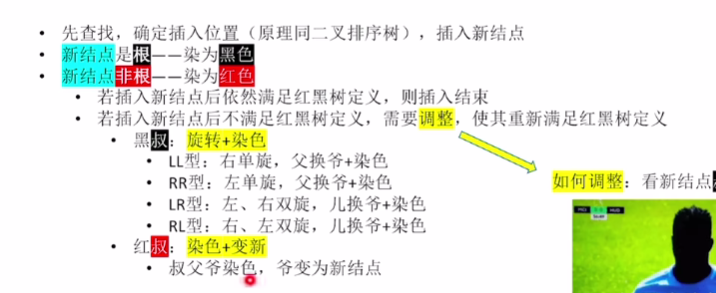 先查找，确定插入位置（原理同二叉排序树），插入新结点
新结点是根——染为黑色
新结点非根——染为红色
若插入新结点后依然满足红黑树定义，则插入结束
若插入新结点后不满足红黑树定义，需要调整，使其重新满足红黑树定义
黑叔：旋转+染色
LL型：右单旋，父换爷+染色
RR型：左单旋，父换爷+染色
LR型：左、右双旋，儿换爷+染色
RL型：右、左双旋，儿换爷+染色
红叔：染色+变新
叔父爷染色，爷变为新结点
如何调整：看新结点